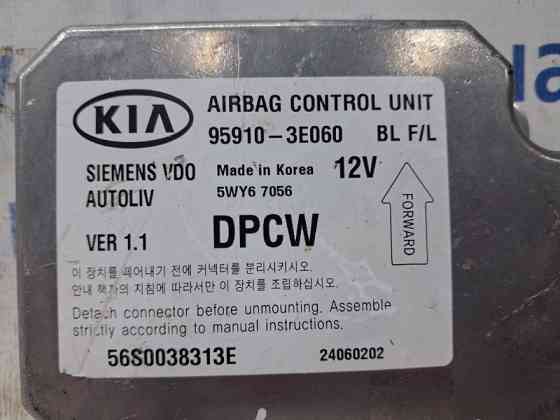 KIA
AIRBAG CONTROL UNIT
95910-3E060 BL F/L
SIEMENS VDO
AUTOLIV
Made in Korea 12V
5WY6 7056
FORWARD
VER 1.1
DPCW
이 장치를 떼어내기 전에 커넥터를 분리시키시오.
안내 책자의 지침에 따라서만 이 장치를 조립하십시오.
Detach connector before unmounting. Assemble
strictly according to manual instructions.
56S0038313E
24060202